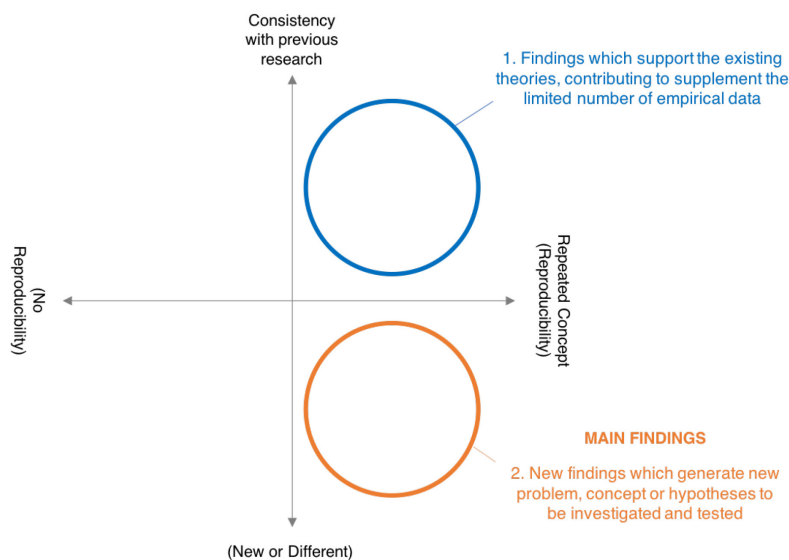 Consistency
with previous
research
1. Findings which support the existing
theories, contributing to supplement the
limited number of empirical data
(No
Reproducibility)
Repeated Concept
(Reproducibility)
MAIN FINDINGS
2. New findings which generate new
problem, concept or hypotheses to
be investigated and tested
(New or Different)